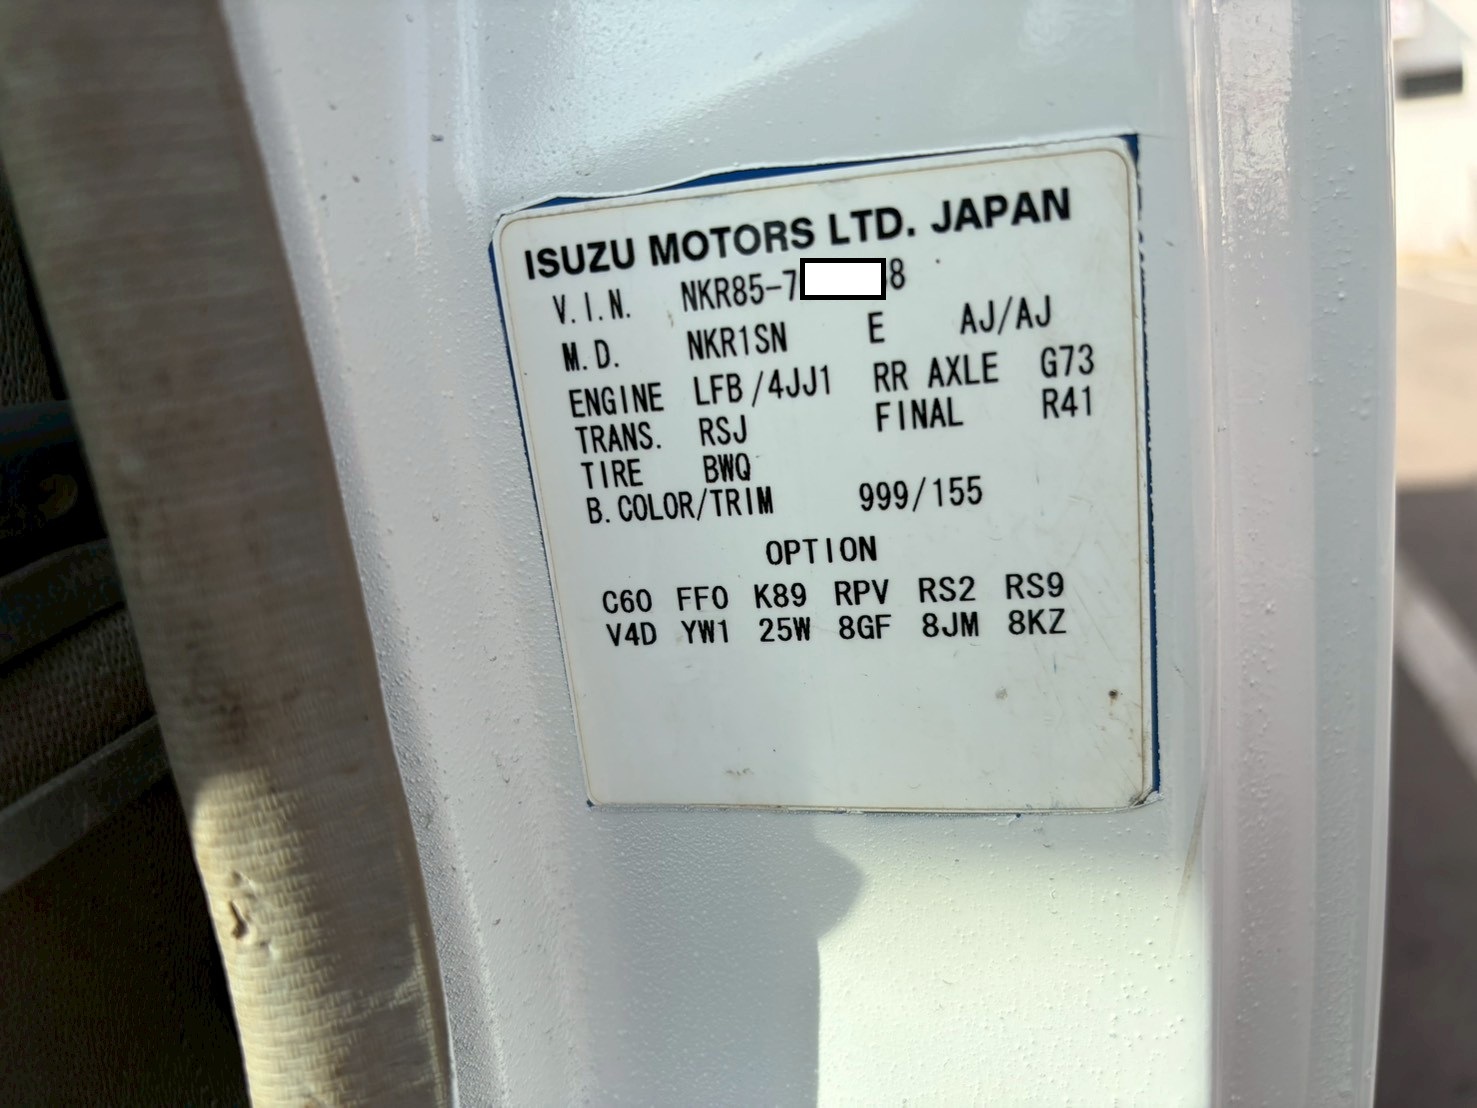 ISUZU MOTORS LTD. JAPAN
V.I.N. NKR85-7 8
M.D. NKR1SN E AJ/AJ
ENGINE LFB/4JJ1 RR AXLE G73
TRANS. RSJ FINAL R41
TIRE BWQ
B.COLOR/TRIM 999/155
OPTION
C60 FF0 K89 RPV RS2 RS9
V4D YW1 25W 8GF 8JM 8KZ